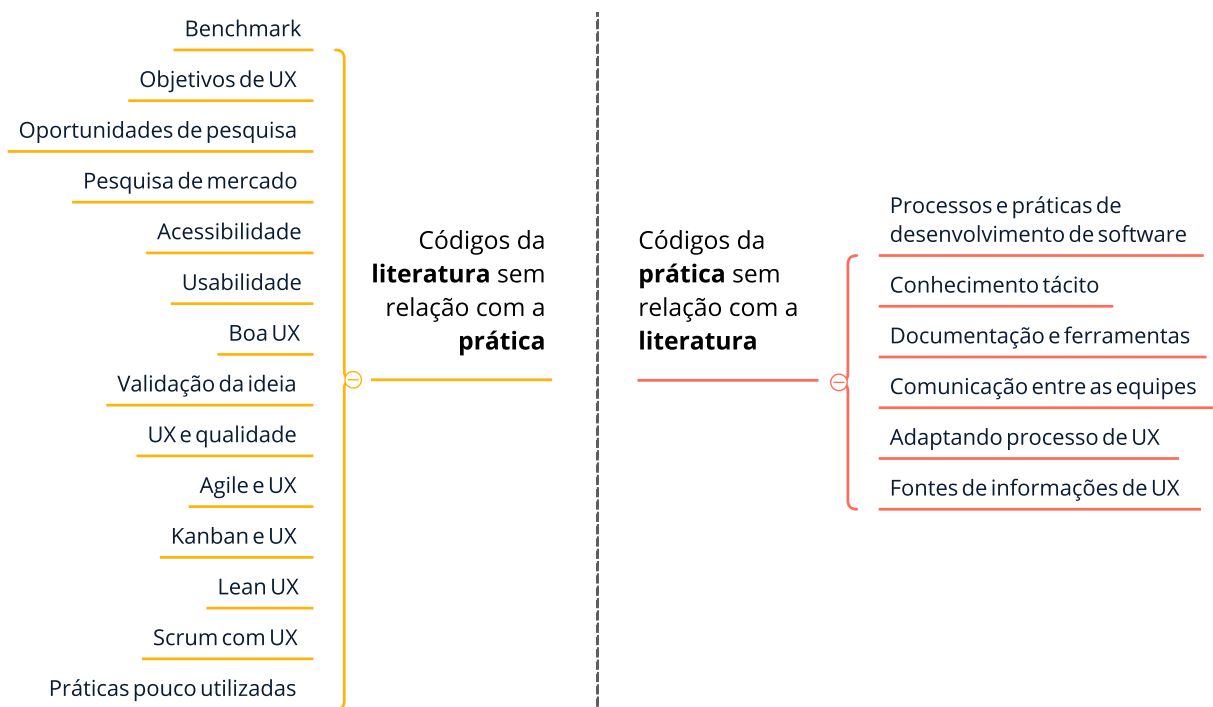 Benchmark
Objetivos de UX
Oportunidades de pesquisa
Pesquisa de mercado
Acessibilidade
Usabilidade
Boa UX
Validação da ideia
UX e qualidade
Agile e UX
Kanban e UX
Lean UX
Scrum com UX
Práticas pouco utilizadas
Códigos da
literatura sem
relação com a
prática
Códigos da
prática sem
relação com a
literatura
Processos e práticas de
desenvolvimento de software
Conhecimento tácito
Documentação e ferramentas
Comunicação entre as equipes
Adaptando processo de UX
Fontes de informações de UX